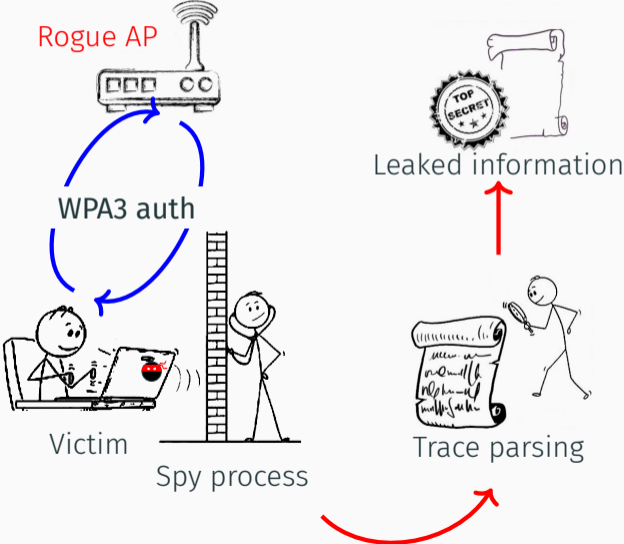 Rogue AP
TOP
SECRET
Leaked information
WPA3 auth
Victim
Spy process
Trace parsing